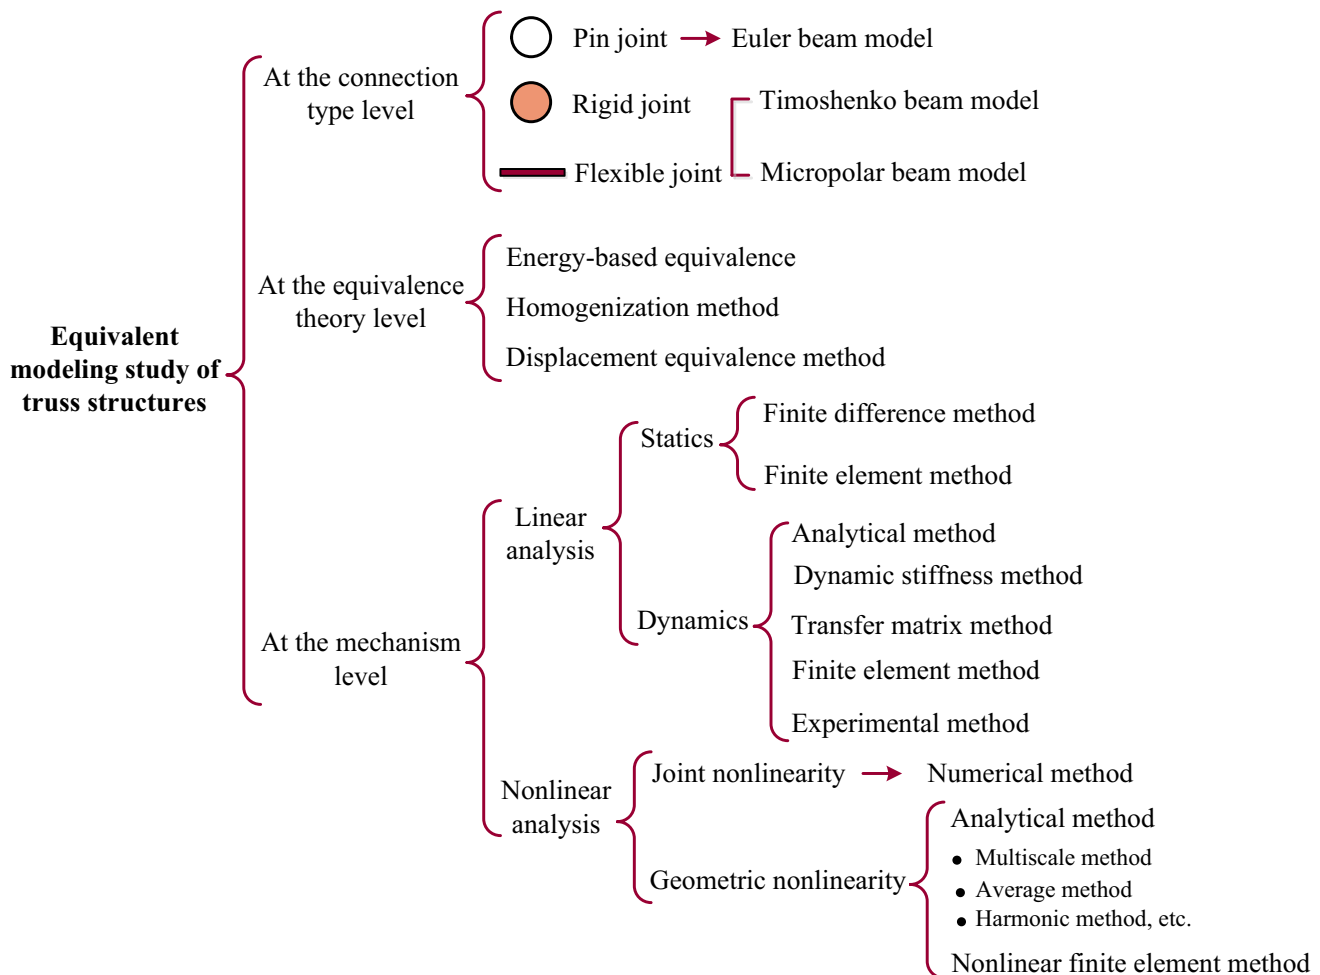 Equivalent
modeling study of
truss structures
At the connection
type level
Pin joint
Euler beam model
Rigid joint
Flexible joint
Timoshenko beam model
Micropolar beam model
At the equivalence
theory level
Energy-based equivalence
Homogenization method
Displacement equivalence method
At the mechanism
level
Linear
analysis
Statics
Finite difference method
Finite element method
Dynamics
Analytical method
Dynamic stiffness method
Transfer matrix method
Finite element method
Experimental method
Nonlinear
analysis
Joint nonlinearity
Numerical method
Geometric nonlinearity
Analytical method
• Multiscale method
• Average method
• Harmonic method, etc.
Nonlinear finite element method